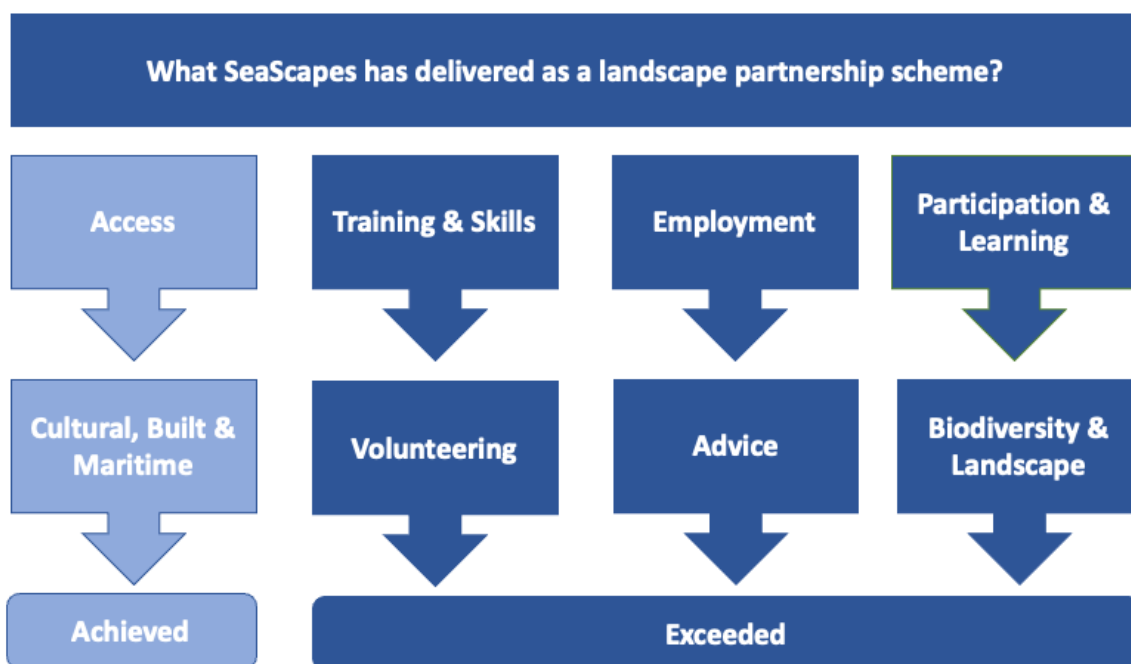 What SeaScapes has delivered as a landscape partnership scheme?
Access
Training & Skills
Employment
Participation &
Learning
Cultural, Built &
Maritime
Volunteering
Advice
Biodiversity &
Landscape
Achieved
Exceeded